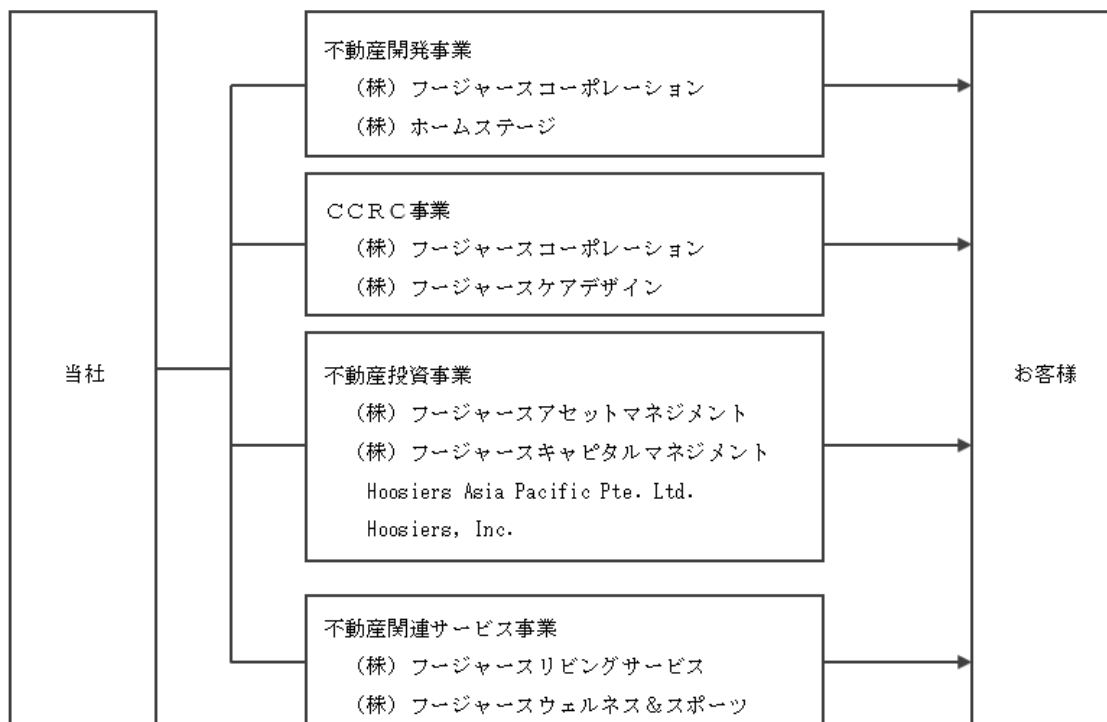 当社
不動産開発事業
(株) フージャースコーポレーション
(株) ホームステージ
ＣＣＲＣ事業
(株) フージャースコーポレーション
(株) フージャースケアデザイン
不動産投資事業
(株) フージャースアセットマネジメント
(株) フージャースキャピタルマネジメント
Hoosiers Asia Pacific Pte. Ltd.
Hoosiers, Inc.
不動産関連サービス事業
(株) フージャースリビングサービス
(株) フージャースウェルネス＆スポーツ
お客様